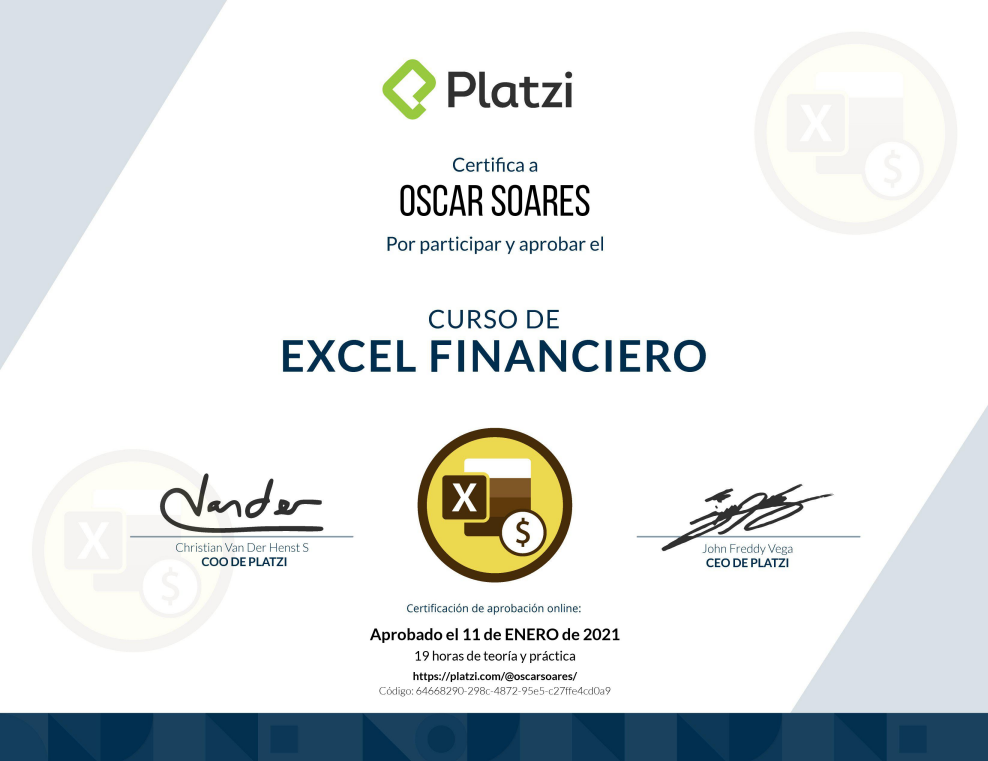 Platzi
Certifica a
OSCAR SOARES
Por participar y aprobar el
CURSO DE
EXCEL FINANCIERO
X
$
X
$
X
$
Vander
Christian Van Der Henst S
COO DE PLATZI
John Freddy Vega
CEO DE PLATZI
Certificación de aprobación online:
Aprobado el 11 de ENERO de 2021
19 horas de teoría y práctica
https://platzi.com/@oscarsoares/
Código: 64668290-298c-4872-95e5-c27ffe4cd0a9